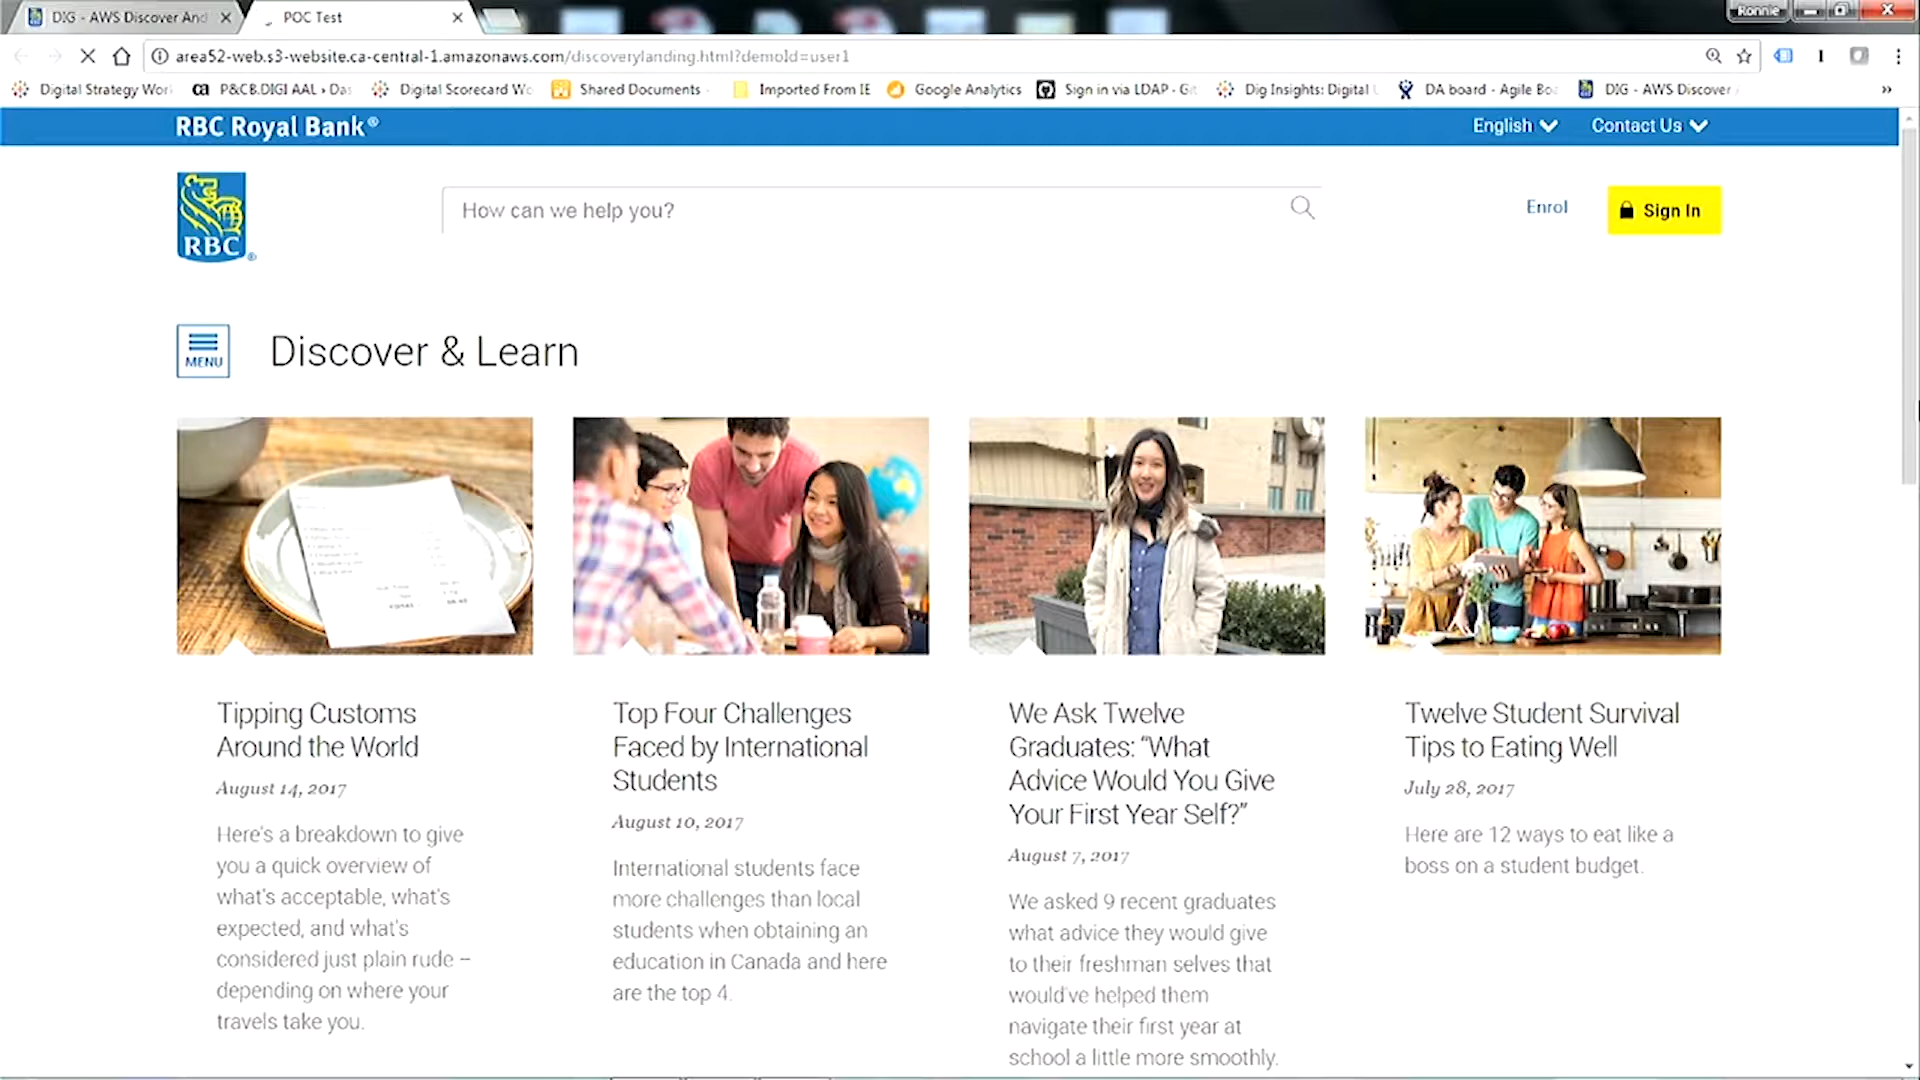 DIG - AWS Discover And
POC Test
Ronnie
area52-web.s3-website.ca-central-1.amazonaws.com/discoverylanding.html?demoId=user1
Digital Strategy Wor
P&CB.DIGI AAL › Da
Digital Scorecard Wo
Shared Documents -
Imported From IE
Google Analytics
Sign in via LDAP · Git
Dig Insights: Digital
DA board - Agile Bo
DIG - AWS Discover
RBC Royal Bank®
English
Contact Us
RBC®
How can we help you?
Enrol
Sign In
MENU
Discover & Learn
Tipping Customs
Around the World
August 14, 2017
Here's a breakdown to give
you a quick overview of
what's acceptable, what's
expected, and what's
considered just plain rude –
depending on where your
travels take you.
Top Four Challenges
Faced by International
Students
August 10, 2017
International students face
more challenges than local
students when obtaining an
education in Canada and here
are the top 4.
We Ask Twelve
Graduates: “What
Advice Would You Give
Your First Year Self?”
August 7, 2017
We asked 9 recent graduates
what advice they would give
to their freshman selves that
would've helped them
navigate their first year at
school a little more smoothly.
Twelve Student Survival
Tips to Eating Well
July 28, 2017
Here are 12 ways to eat like a
boss on a student budget.